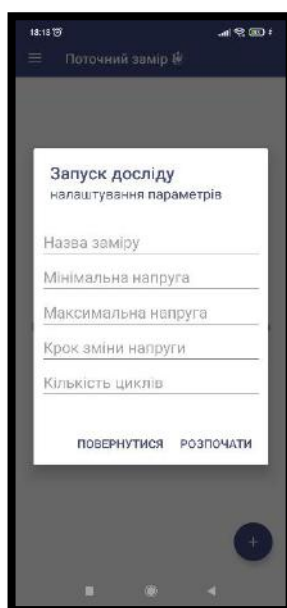 18:18
Поточний замір
Запуск досліду
налаштування параметрів
Назва заміру
Мінімальна напруга
Максимальна напруга
Крок зміни напруги
Кількість циклів
ПОВЕРНУТИСЯ РОЗПОЧАТИ
+